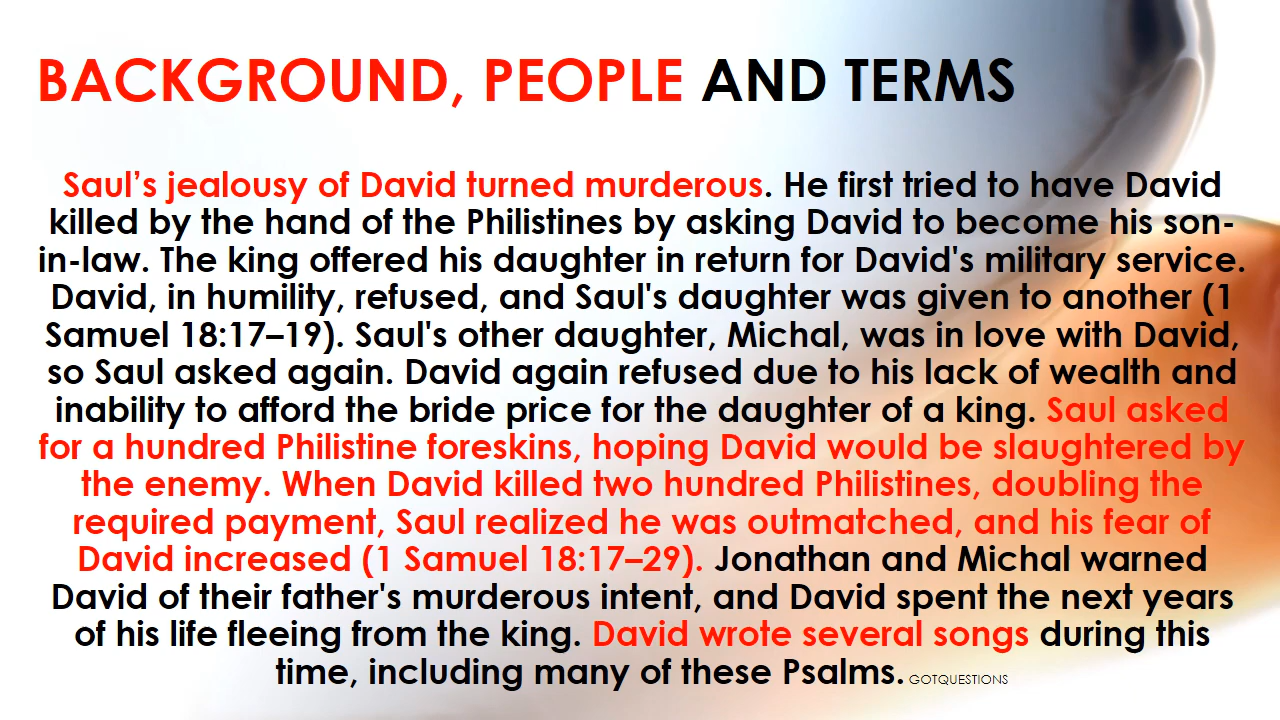 BACKGROUND, PEOPLE AND TERMS
Saul’s jealousy of David turned murderous. He first tried to have David
killed by the hand of the Philistines by asking David to become his son-
in-law. The king offered his daughter in return for David's military service.
David, in humility, refused, and Saul's daughter was given to another (1
Samuel 18:17–19). Saul's other daughter, Michal, was in love with David,
so Saul asked again. David again refused due to his lack of wealth and
inability to afford the bride price for the daughter of a king. Saul asked
for a hundred Philistine foreskins, hoping David would be slaughtered by
the enemy. When David killed two hundred Philistines, doubling the
required payment, Saul realized he was outmatched, and his fear of
David increased (1 Samuel 18:17–29). Jonathan and Michal warned
David of their father's murderous intent, and David spent the next years
of his life fleeing from the king. David wrote several songs during this
time, including many of these Psalms. GOTQUESTIONS